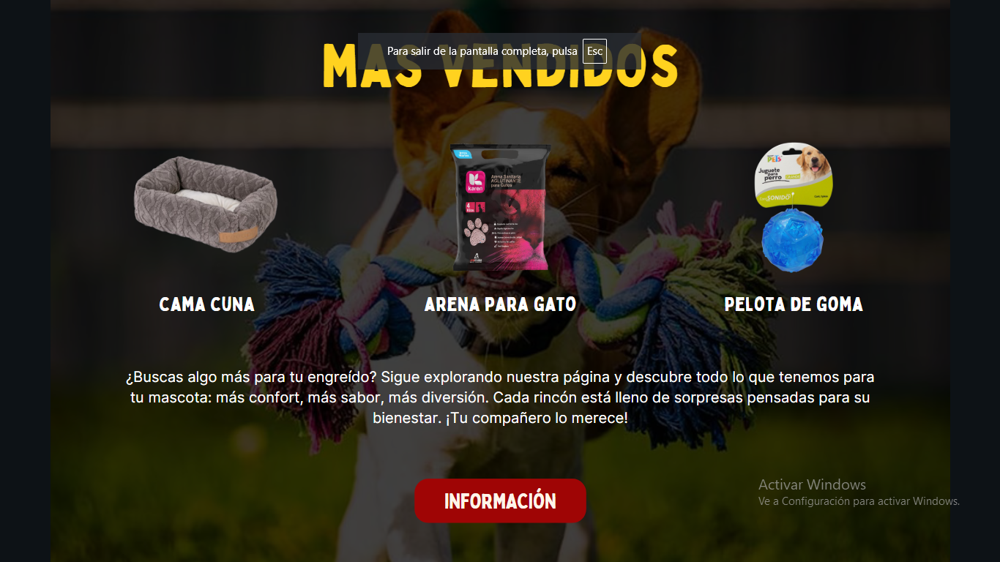 Para salir de la pantalla completa, pulsa Esc
MAS VENDIDOS
karen
Arena Sanitaria
AGLUTINANTE
para Gatos
4
Kilos
PETS
Juguete
para
perro
SONIDO
CAMA CUNA
ARENA PARA GATO
PELOTA DE GOMA
¿Buscas algo más para tu engreído? Sigue explorando nuestra página y descubre todo lo que tenemos para
tu mascota: más confort, más sabor, más diversión. Cada rincón está lleno de sorpresas pensadas para su
bienestar. ¡Tu compañero lo merece!
INFORMACIÓN
Activar Windows
Ve a Configuración para activar Windows.